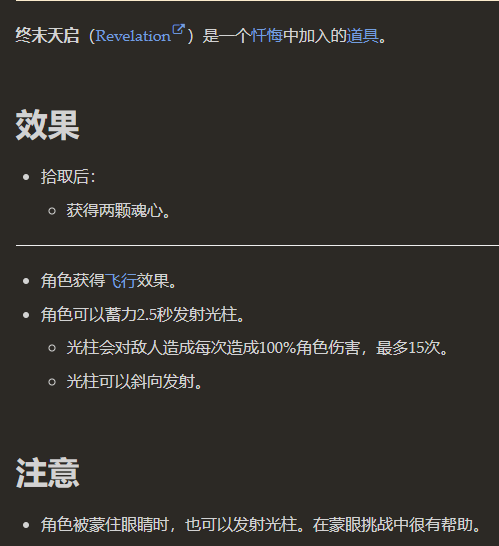 终末天启（Revelation）是一个忏悔中加入的道具。
效果
拾取后：
获得两颗魂心。
角色获得飞行效果。
角色可以蓄力2.5秒发射光柱。
光柱会对敌人造成每次造成100%角色伤害，最多15次。
光柱可以斜向发射。
注意
角色被蒙住眼睛时，也可以发射光柱。在蒙眼挑战中很有帮助。